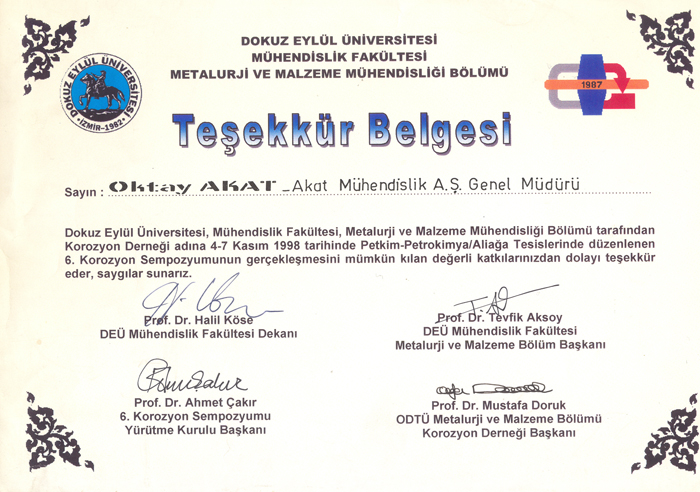 DOKUZ EYLÜL ÜNİVERSİTESİ
MÜHENDİSLİK FAKÜLTESİ
METALURJİ VE MALZEME MÜHENDİSLİĞİ BÖLÜMÜ
DOKUZ EYLÜL ÜNİVERSİTESİ
•İZMİR-1982•
1987
Teşekkür Belgesi
Sayın : Oktay AKAT _Akat Mühendislik A.Ş. Genel Müdürü
Dokuz Eylül Üniversitesi, Mühendislik Fakültesi, Metalurji ve Malzeme Mühendisliği Bölümü tarafından
Korozyon Derneği adına 4-7 Kasım 1998 tarihinde Petkim-Petrokimya/Aliağa Tesislerinde düzenlenen
6. Korozyon Sempozyumunun gerçekleşmesini mümkün kılan değerli katkılarınızdan dolayı teşekkür
eder, saygılar sunarız.
Prof. Dr. Halil Köse
DEÜ Mühendislik Fakültesi Dekanı
Prof. Dr. Tevfik Aksoy
DEÜ Mühendislik Fakültesi
Metalurji ve Malzeme Bölüm Başkanı
Prof. Dr. Ahmet Çakır
6. Korozyon Sempozyumu
Yürütme Kurulu Başkanı
Prof. Dr. Mustafa Doruk
ODTÜ Metalurji ve Malzeme Bölümü
Korozyon Derneği Başkanı